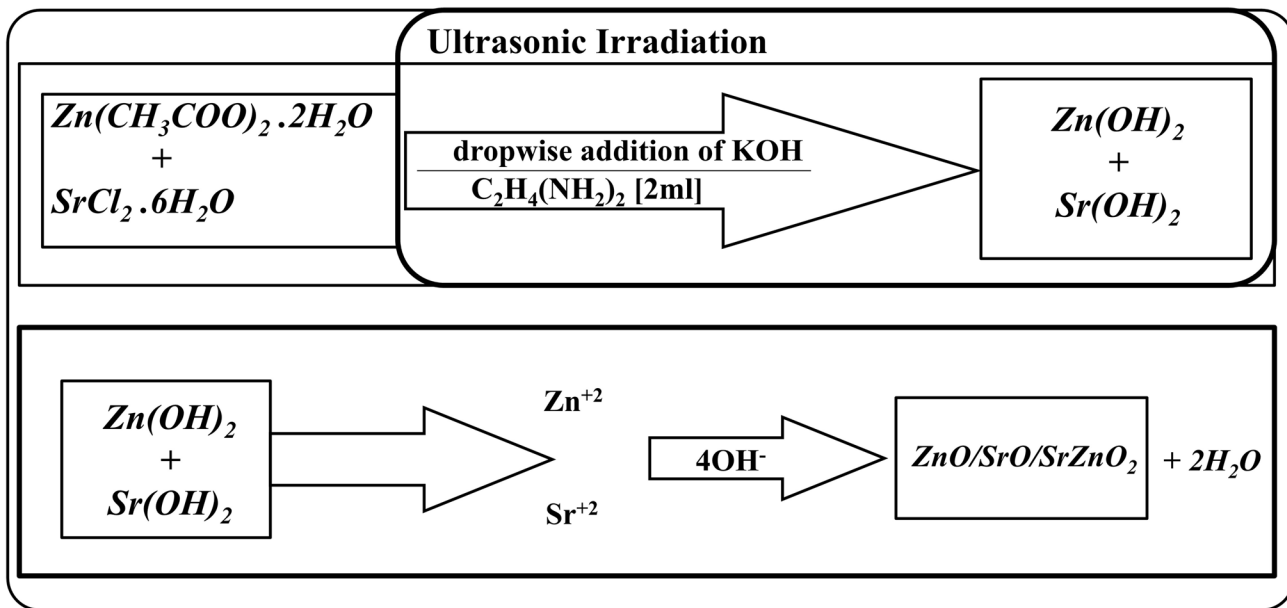 Ultrasonic Irradiation
Zn(CH₃COO)₂ .2H₂O
+
SrCl₂ .6H₂O
dropwise addition of KOH
C₂H₄(NH₂)₂ [2ml]
Zn(OH)₂
+
Sr(OH)₂
Zn(OH)₂
+
Sr(OH)₂
Zn⁺²
Sr⁺²
4OH⁻
ZnO/SrO/SrZnO₂ + 2H₂O